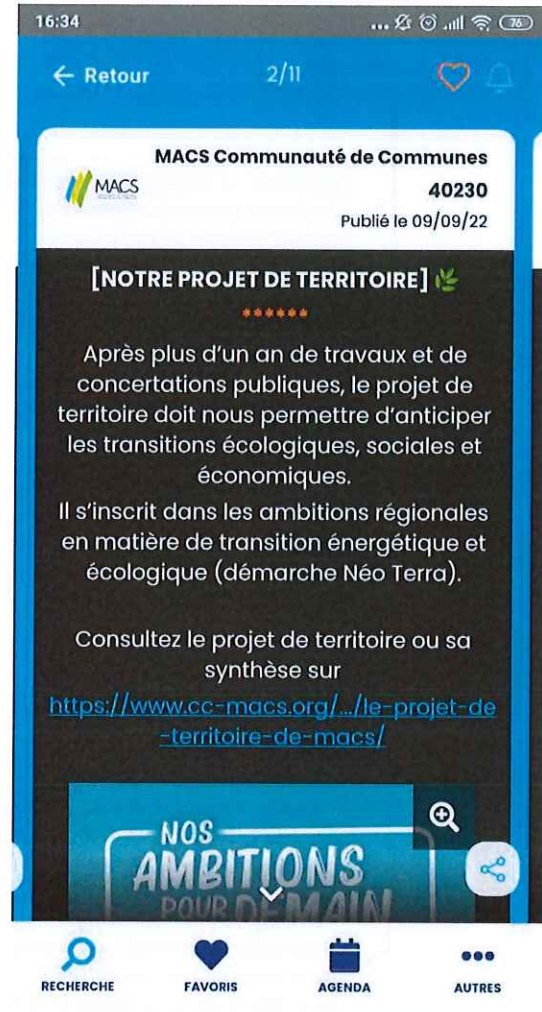 16:34
... 76
← Retour
2/11
MACS Communauté de Communes
MACS
40230
Publié le 09/09/22
[NOTRE PROJET DE TERRITOIRE] 🌿
******
Après plus d'un an de travaux et de
concertations publiques, le projet de
territoire doit nous permettre d'anticiper
les transitions écologiques, sociales et
économiques.
Il s'inscrit dans les ambitions régionales
en matière de transition énergétique et
écologique (démarche Néo Terra).
Consultez le projet de territoire ou sa
synthèse sur
https://www.cc-macs.org/.../le-projet-de
-territoire-de-macs/
NOS
AMBITIONS
POUR DEMAIN
RECHERCHE
FAVORIS
AGENDA
AUTRES